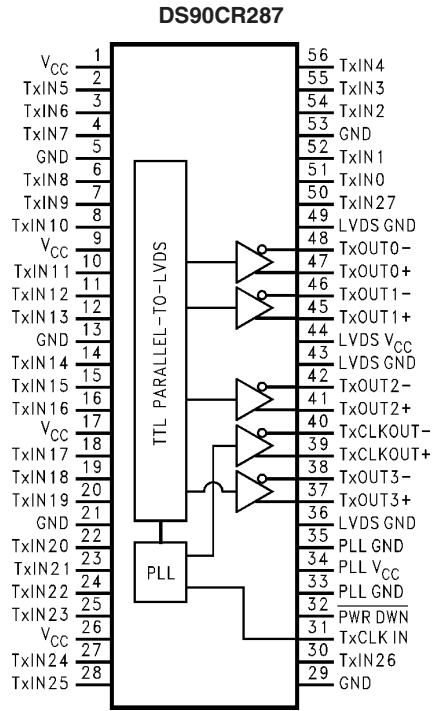 DS90CR287
1 V_CC
2 TxIN5
3 TxIN6
4 TxIN7
5 GND
6 TxIN8
7 TxIN9
8 TxIN10
9 V_CC
10 TxIN11
11 TxIN12
12 TxIN13
13 GND
14 TxIN14
15 TxIN15
16 TxIN16
17 V_CC
18 TxIN17
19 TxIN18
20 TxIN19
21 GND
22 TxIN20
23 TxIN21
24 TxIN22
25 TxIN23
26 V_CC
27 TxIN24
28 TxIN25
TTL PARALLEL-TO-LVDS
PLL
56 TxIN4
55 TxIN3
54 TxIN2
53 GND
52 TxIN1
51 TxIN0
50 TxIN27
49 LVDS GND
48 TxOUT0-
47 TxOUT0+
46 TxOUT1-
45 TxOUT1+
44 LVDS V_CC
43 LVDS GND
42 TxOUT2-
41 TxOUT2+
40 TxCLKOUT-
39 TxCLKOUT+
38 TxOUT3-
37 TxOUT3+
36 LVDS GND
35 PLL GND
34 PLL V_CC
33 PLL GND
32 PWR DWN
31 TxCLK IN
30 TxIN26
29 GND